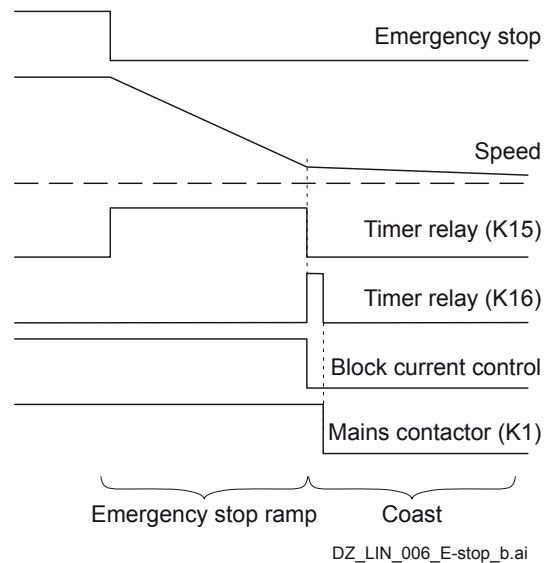 Emergency stop
Speed
Timer relay (K15)
Timer relay (K16)
Block current control
Mains contactor (K1)
Emergency stop ramp
Coast
DZ_LIN_006_E-stop_b.ai